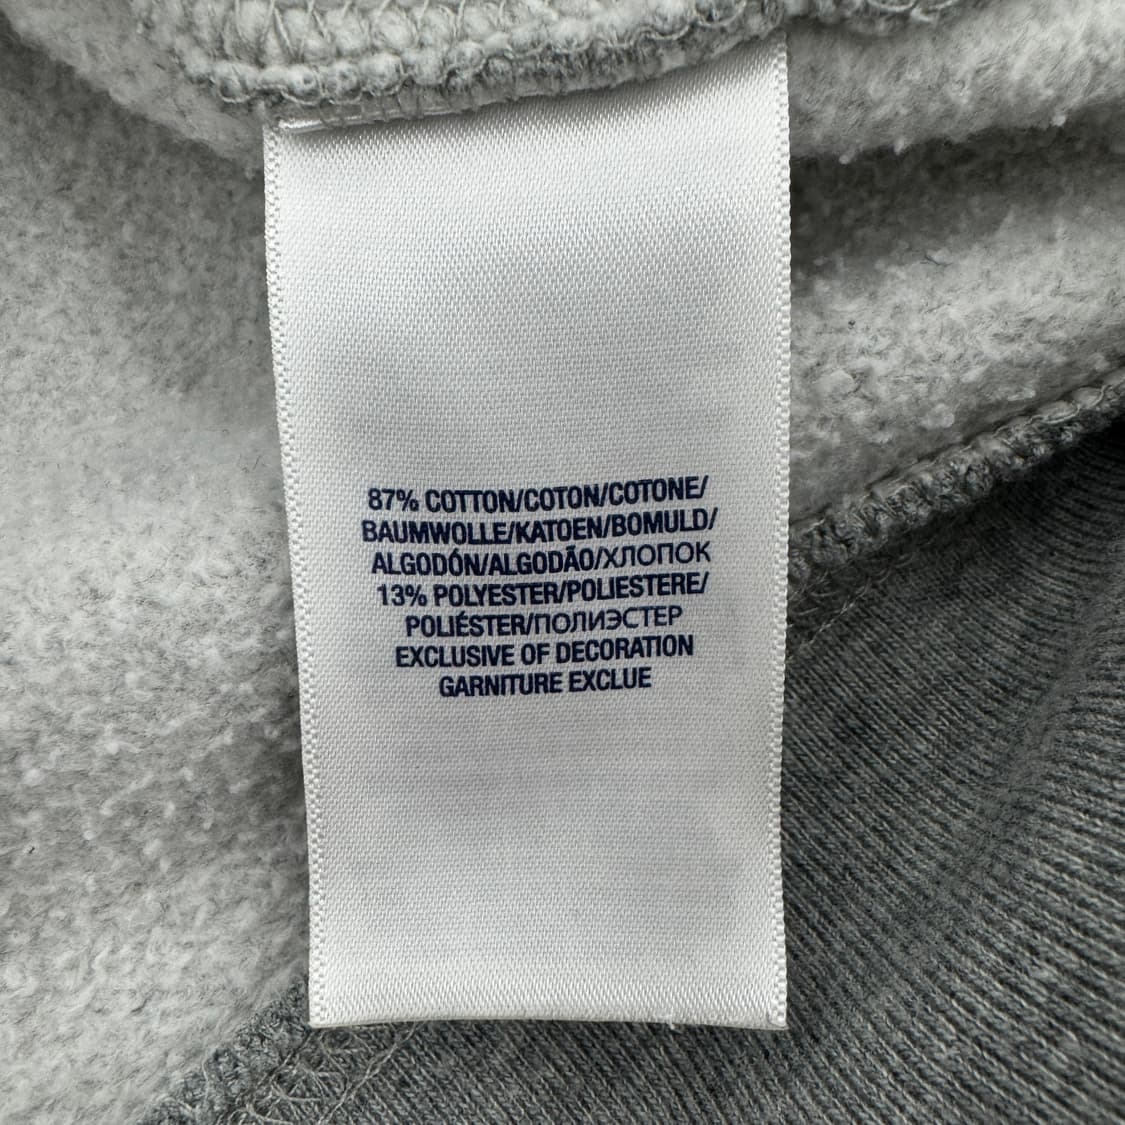 87% COTTON/COTON/COTONE/
BAUMWOLLE/KATOEN/BOMULD/
ALGODÓN/ALGODÃO/ХЛОПОК
13% POLYESTER/POLIESTERE/
POLIÉSTER/ПОЛИЭСТЕР
EXCLUSIVE OF DECORATION
GARNITURE EXCLUE